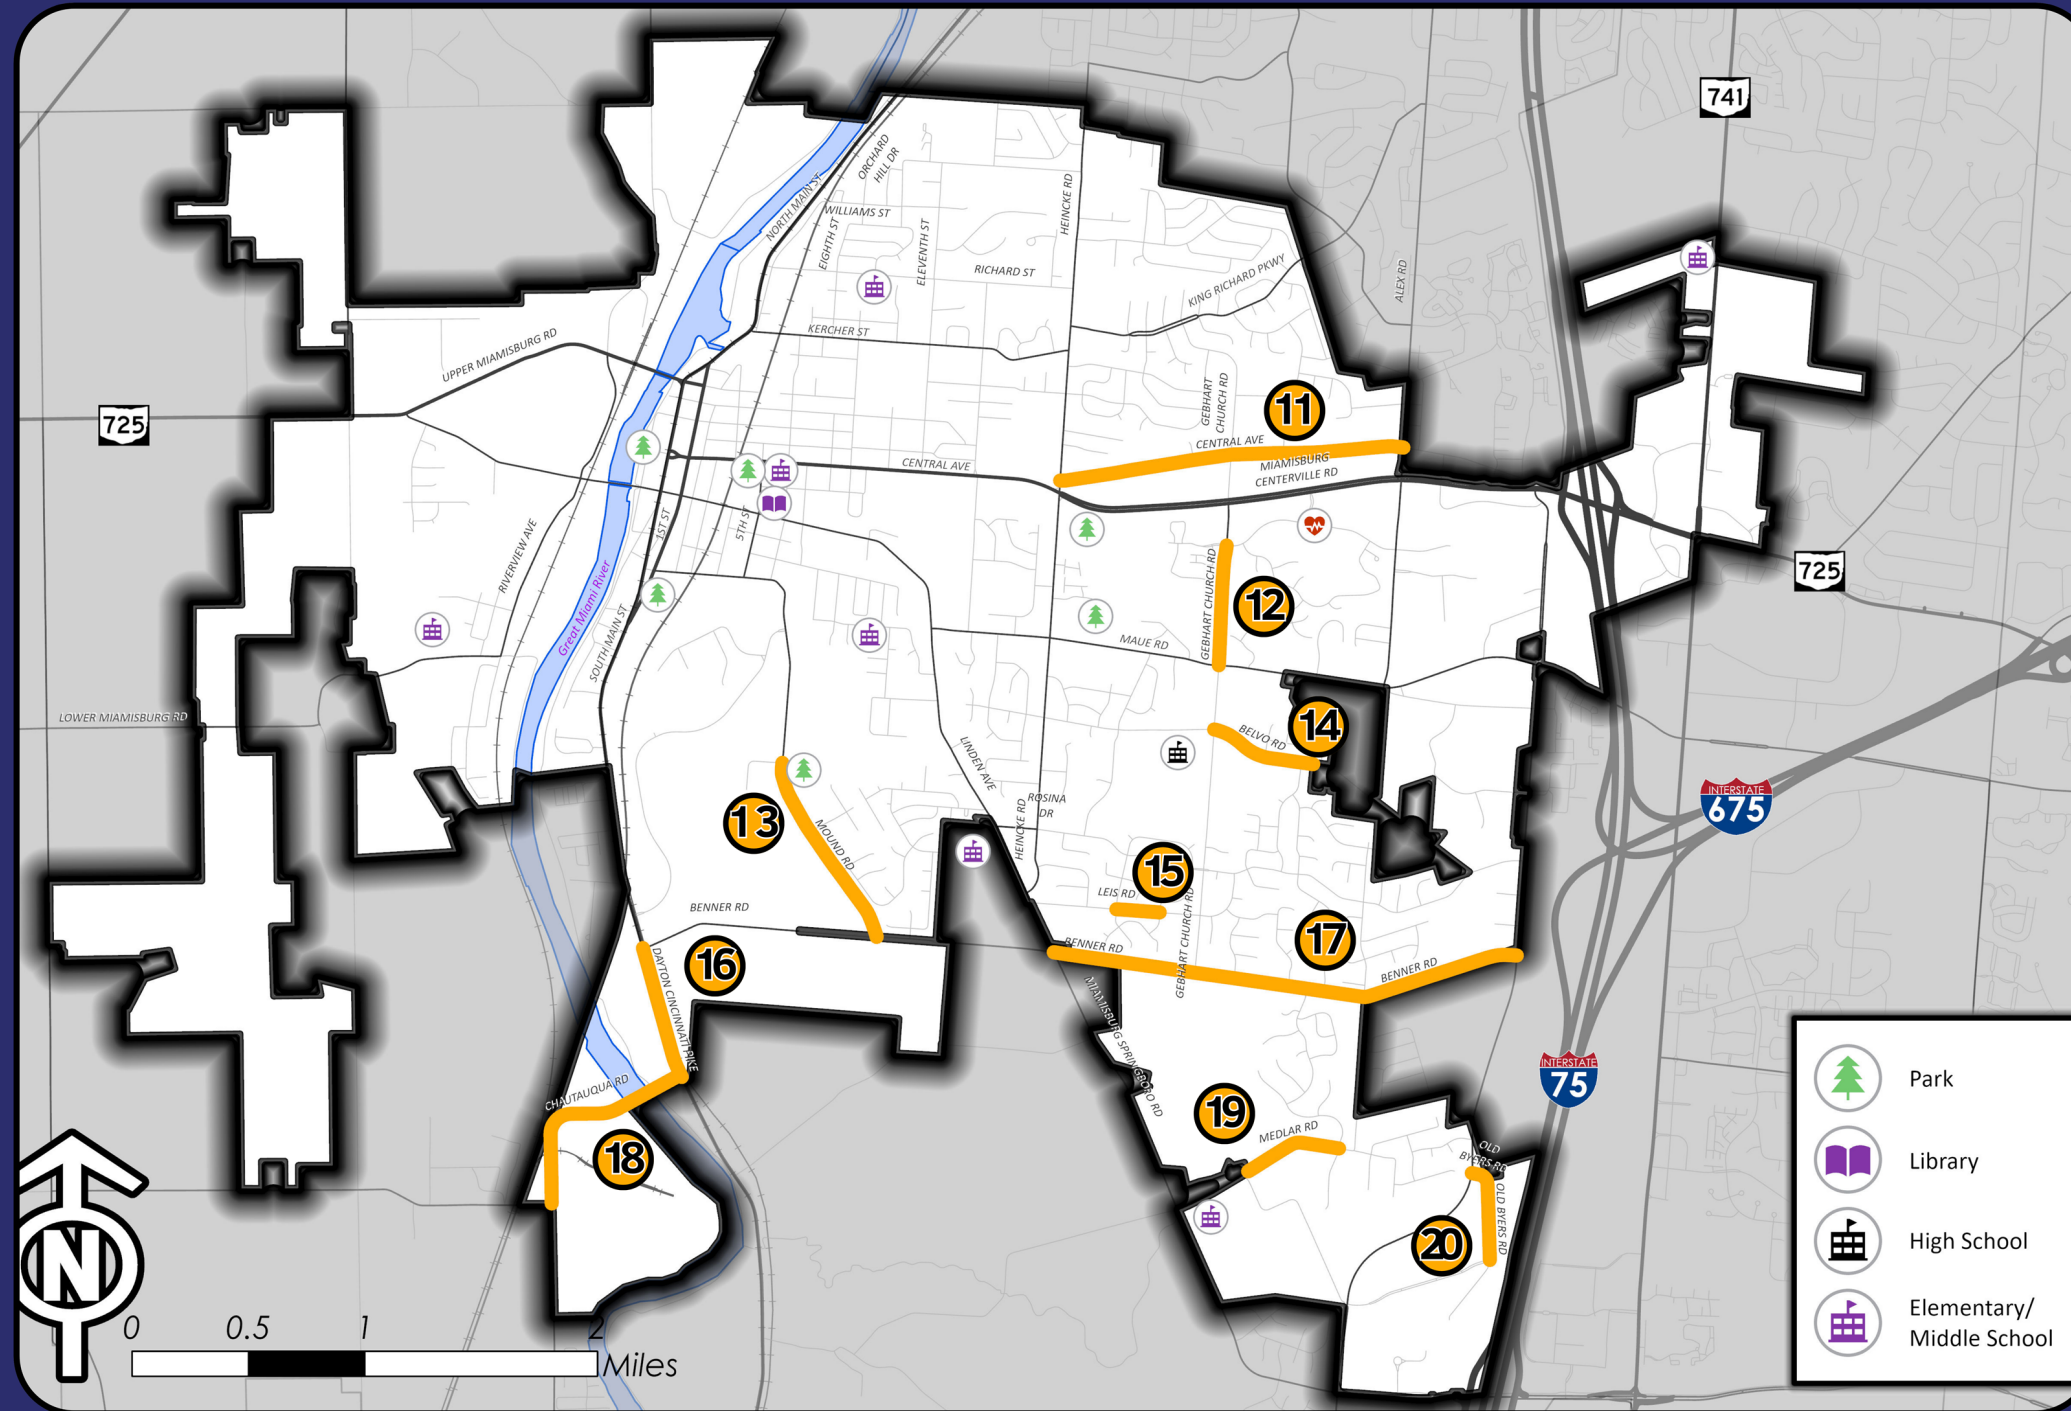 741
ORCHARD
HILL DR
NORTH MAIN ST
WILLIAMS ST
EIGHTH ST
ELEVENTH ST
HEINCKE RD
RICHARD ST
KING RICHARD PKWY
ALEX RD
KERCHER ST
UPPER MIAMISBURG RD
725
GEBHART
CHURCH RD
11
CENTRAL AVE
CENTRAL AVE
MIAMISBURG
CENTERVILLE RD
1ST ST
5TH ST
RIVERVIEW AVE
725
Great Miami River
SOUTH MAIN ST
GEBHART CHURCH RD
12
MAUE RD
LOWER MIAMISBURG RD
14
BELVO RD
LINDEN AVE
INTERSTATE
675
13
MOUND RD
ROSINA
DR
HEINCKE RD
15
LEIS RD
GEBHART CHURCH RD
BENNER RD
17
BENNER RD
BENNER RD
16
DAYTON CINCINNATI PIKE
MIAMISBURG SPRINGBORO RD
INTERSTATE
75
CHAUTAUQUA RD
18
19
MEDLAR RD
OLD
BYERS RD
OLD BYERS RD
20
N
0 0.5 1 2
Miles
Park
Library
High School
Elementary/
Middle School